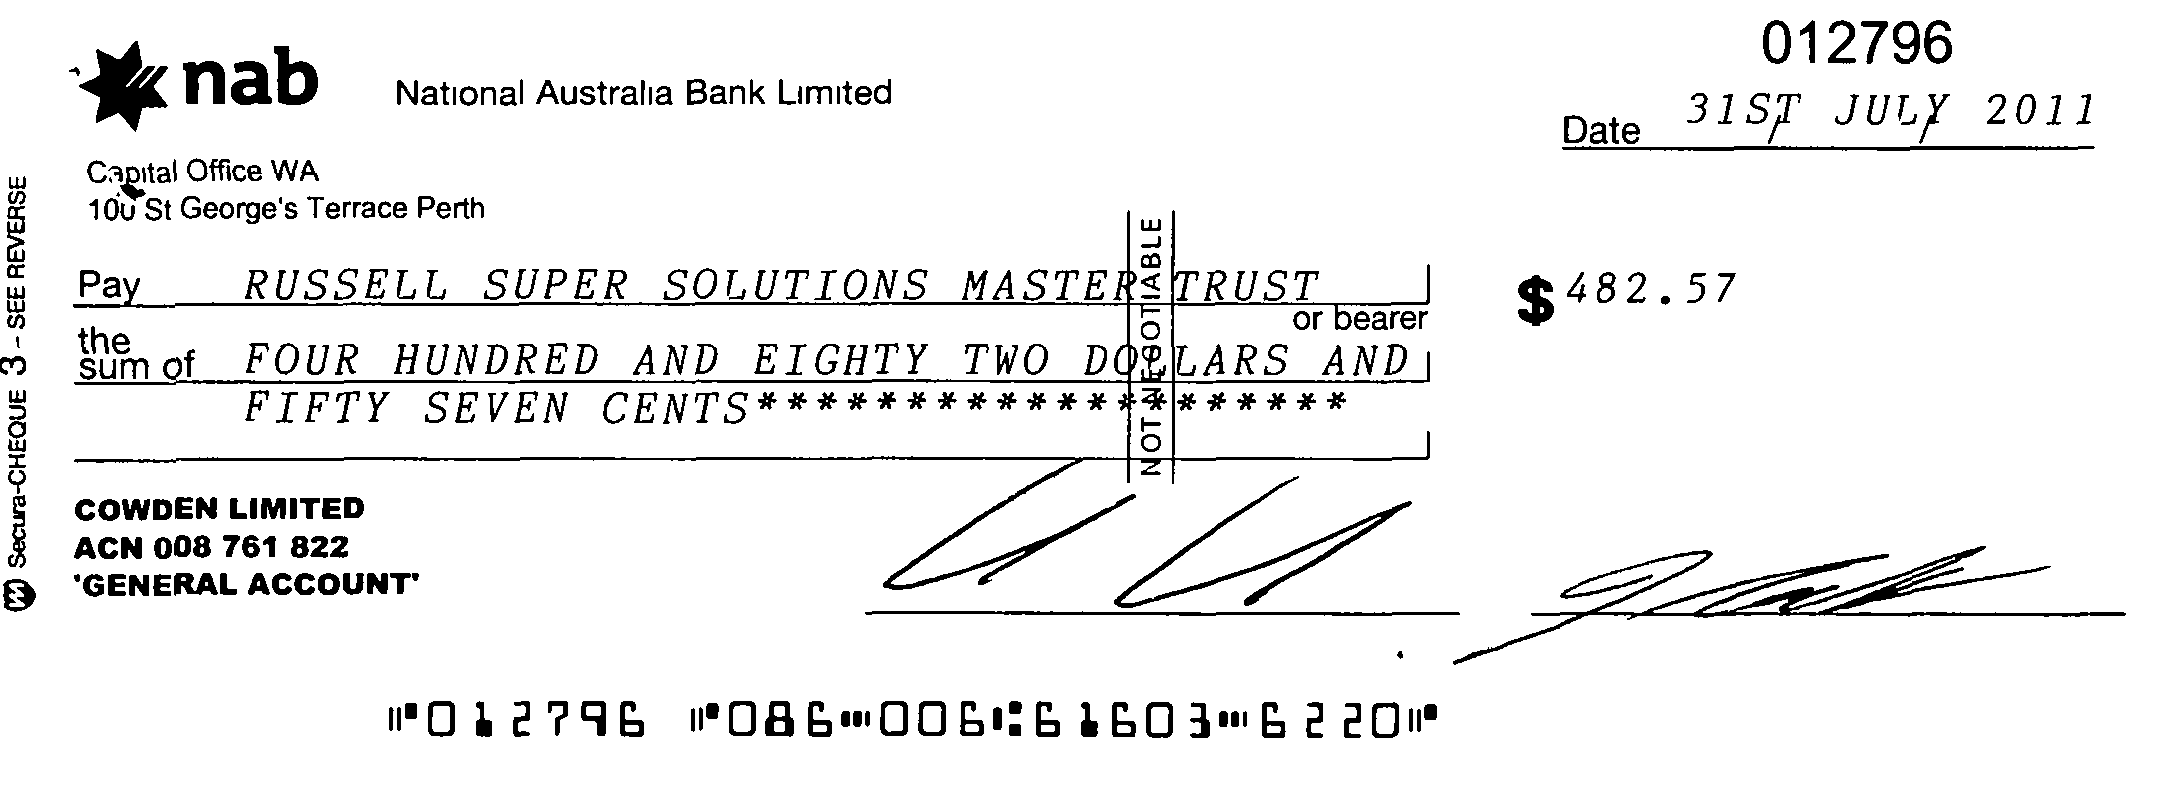 nab
National Australia Bank Limited
012796
Date 31ST JULY 2011
Capital Office WA
100 St George's Terrace Perth
Pay RUSSELL SUPER SOLUTIONS MASTER TRUST
or bearer
$482.57
the
sum of FOUR HUNDRED AND EIGHTY TWO DOLLARS AND
FIFTY SEVEN CENTS********************
NOT NEGOTIABLE
COWDEN LIMITED
ACN 008 761 822
'GENERAL ACCOUNT'
Secura-CHEQUE 3 - SEE REVERSE
⑈012796 ⑈086⑉006⑆61603⑉6220⑈